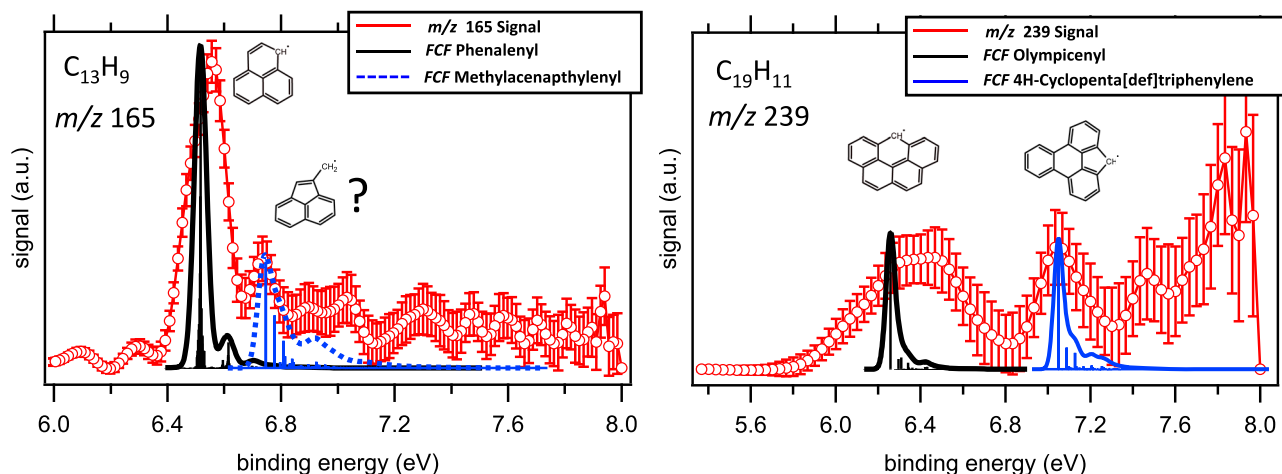 m/z 165 Signal
FCF Phenalenyl
FCF Methylacenapthylenyl
C₁₃H₉
m/z 165
CH·
CH₂·
?
signal (a.u.)
6.0 6.4 6.8 7.2 7.6 8.0
binding energy (eV)
m/z 239 Signal
FCF Olympicenyl
FCF 4H-Cyclopenta[def]triphenylene
C₁₉H₁₁
m/z 239
CH·
CH·
signal (a.u.)
5.6 6.0 6.4 6.8 7.2 7.6 8.0
binding energy (eV)